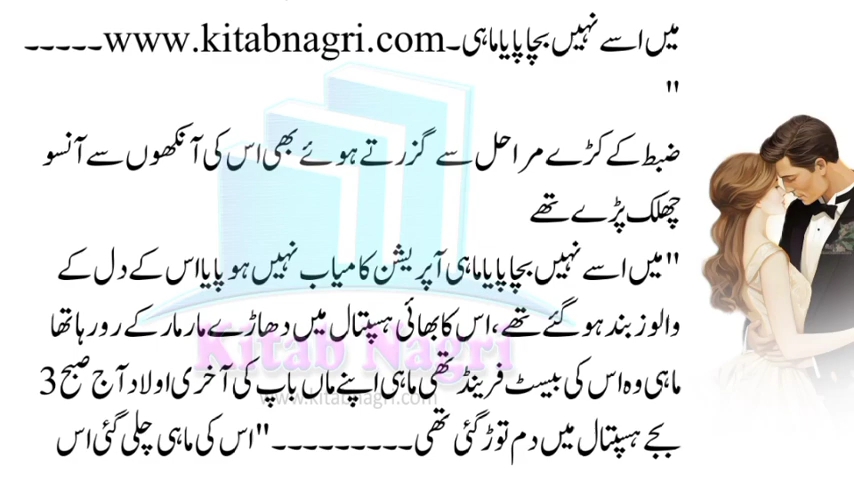 میں اسے نہیں بچا پایا ماہی۔www.kitabnagri.com۔۔۔۔۔
"
ضبط کے کڑے مراحل سے گزرتے ہوئے بھی اس کی آنکھوں سے آنسو
چھلک پڑے تھے
"میں اسے نہیں بچا پایا ماہی آپریشن کامیاب نہیں ہو پایا اس کے دل کے
والوز بند ہو گئے تھے،اس کا بھائی ہسپتال میں دھاڑے مار مار کے رو رہا تھا
ماہی وہ اس کی بیسٹ فرینڈ تھی ماہی اپنے ماں باپ کی آخری اولاد آج صبح 3
بجے ہسپتال میں دم توڑ گئی تھی۔۔۔۔۔۔۔۔۔"اس کی ماہی چلی گئی اس
Kitab Nagri
www.kitabnagri.com